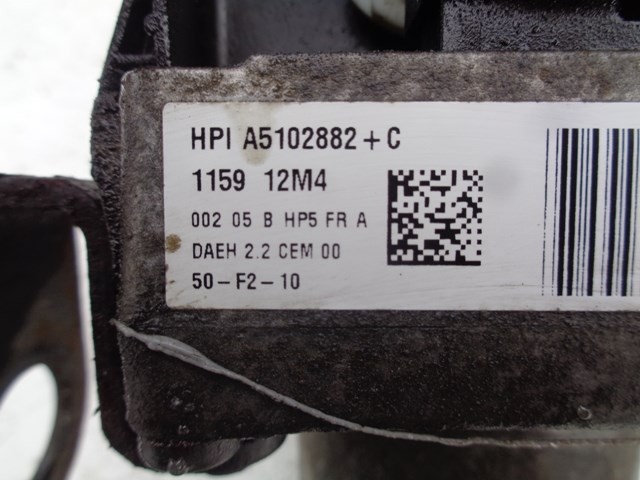 HPI A5102882+C
1159 12M4
002 05 B HP5 FR A
DAEH 2.2 CEM 00
50-F2-10